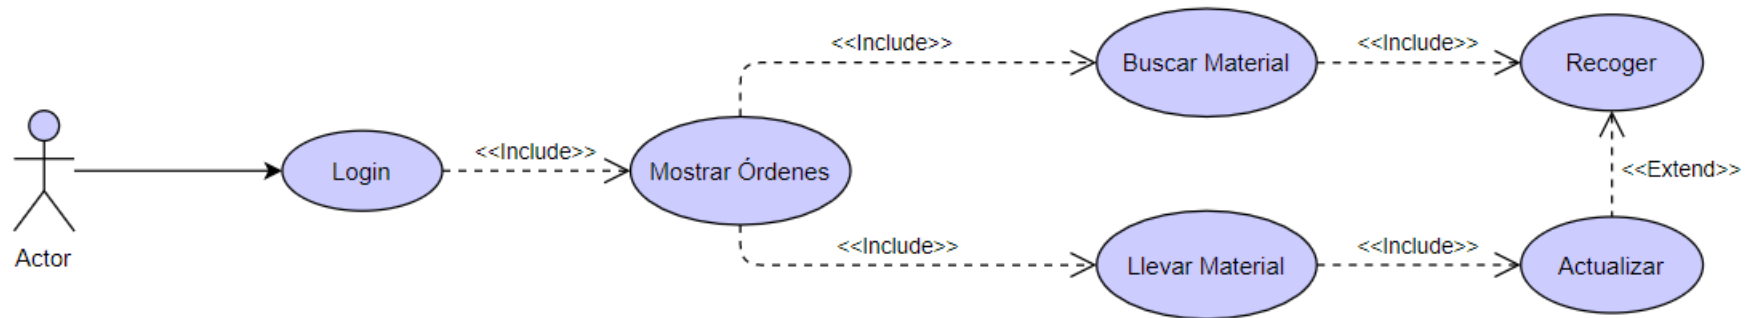 <<Include>>
Buscar Material
<<Include>>
Recoger
Actor
Login
<<Include>>
Mostrar Órdenes
<<Extend>>
<<Include>>
Llevar Material
<<Include>>
Actualizar